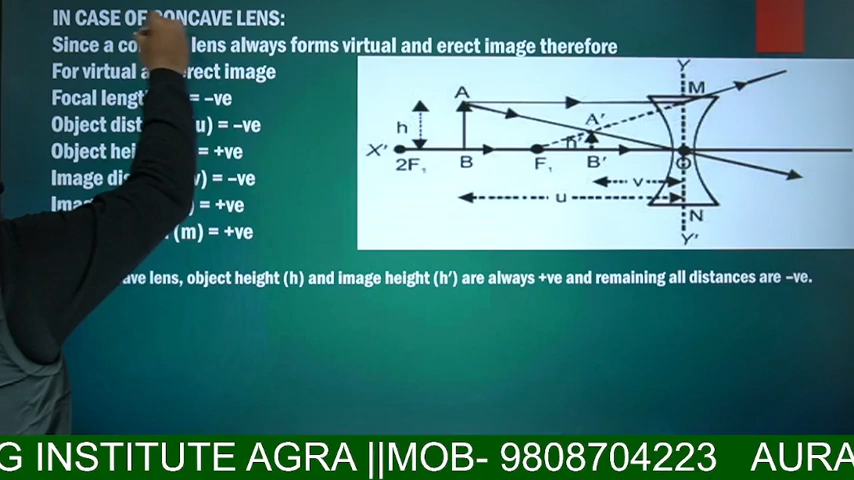 IN CASE OF CONCAVE LENS:
Since a co lens always forms virtual and erect image therefore
For virtual a erect image
Focal lengt = –ve
Object dist u) = –ve
Object hei = +ve
Image di v) = –ve
Ima ) = +ve
(m) = +ve
ave lens, object height (h) and image height (h') are always +ve and remaining all distances are –ve.
Y
A
M
h
A'
h'
X'
2F₁
B
F₁
B'
O
v
u
N
Y'
G INSTITUTE AGRA ||MOB- 9808704223 AURA